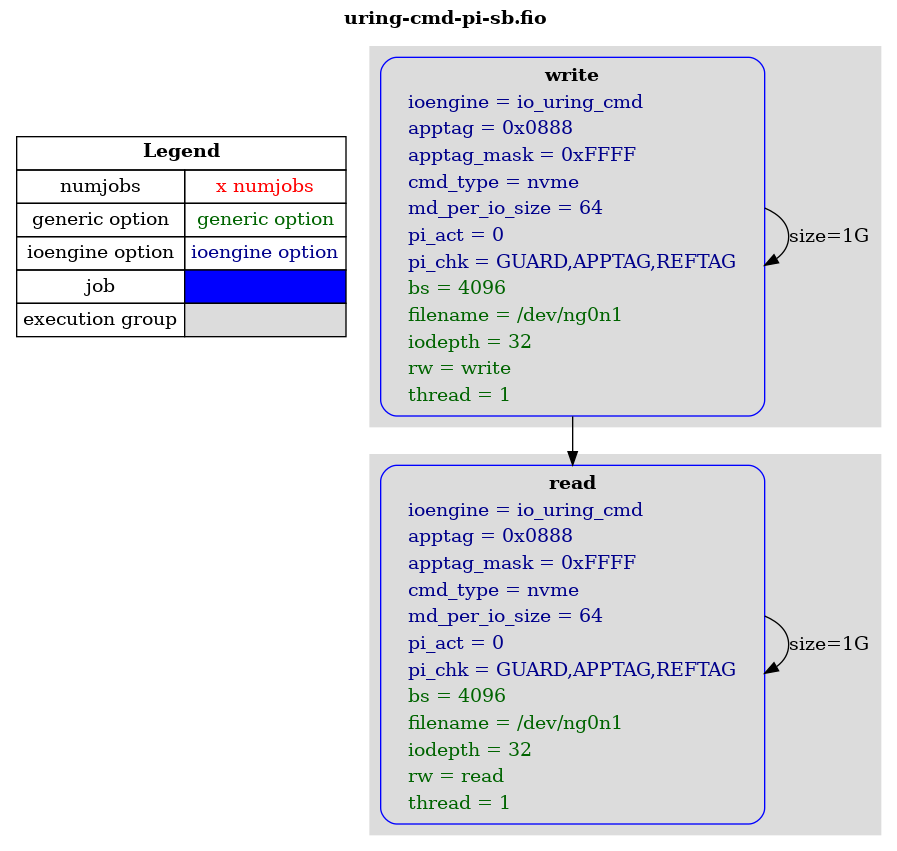 uring-cmd-pi-sb.fio
Legend
numjobs x numjobs
generic option generic option
ioengine option ioengine option
job
execution group
write
ioengine = io_uring_cmd
apptag = 0x0888
apptag_mask = 0xFFFF
cmd_type = nvme
md_per_io_size = 64
pi_act = 0
pi_chk = GUARD,APPTAG,REFTAG
bs = 4096
filename = /dev/ng0n1
iodepth = 32
rw = write
thread = 1
size=1G
read
ioengine = io_uring_cmd
apptag = 0x0888
apptag_mask = 0xFFFF
cmd_type = nvme
md_per_io_size = 64
pi_act = 0
pi_chk = GUARD,APPTAG,REFTAG
bs = 4096
filename = /dev/ng0n1
iodepth = 32
rw = read
thread = 1
size=1G